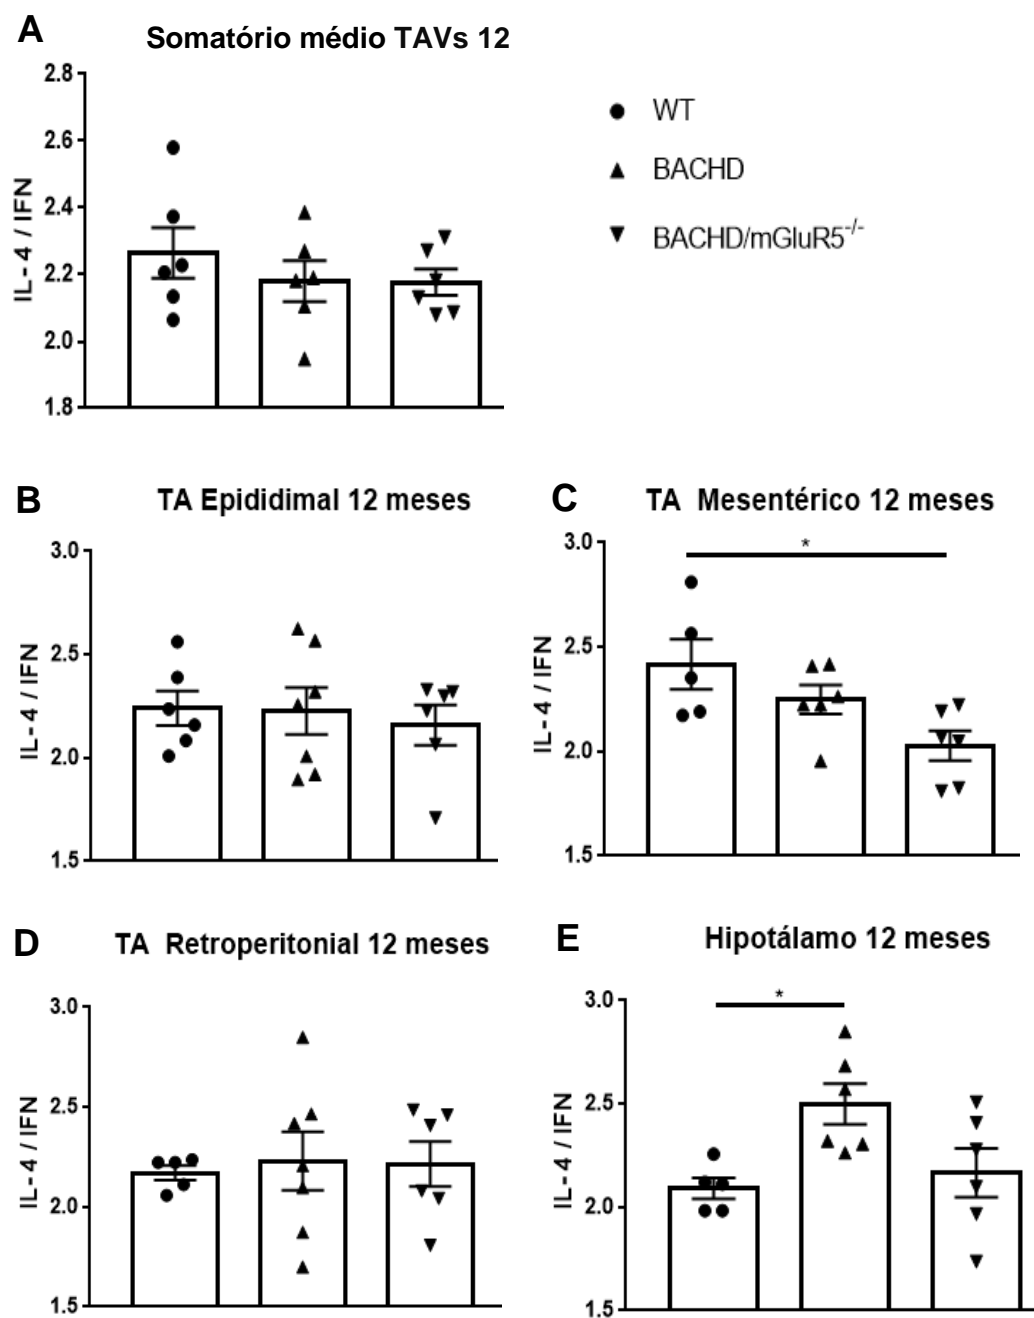 A
Somatório médio TAVs 12
2.8
2.6
2.4
2.2
2.0
1.8
IL-4 / IFN
WT
BACHD
BACHD/mGluR5-/-
B
TA Epididimal 12 meses
3.0
2.5
2.0
1.5
IL-4 / IFN
C
TA Mesentérico 12 meses
3.0
2.5
2.0
1.5
IL-4 / IFN
*
D
TA Retroperitonial 12 meses
3.0
2.5
2.0
1.5
IL-4 / IFN
E
Hipotálamo 12 meses
3.0
2.5
2.0
1.5
IL-4 / IFN
*